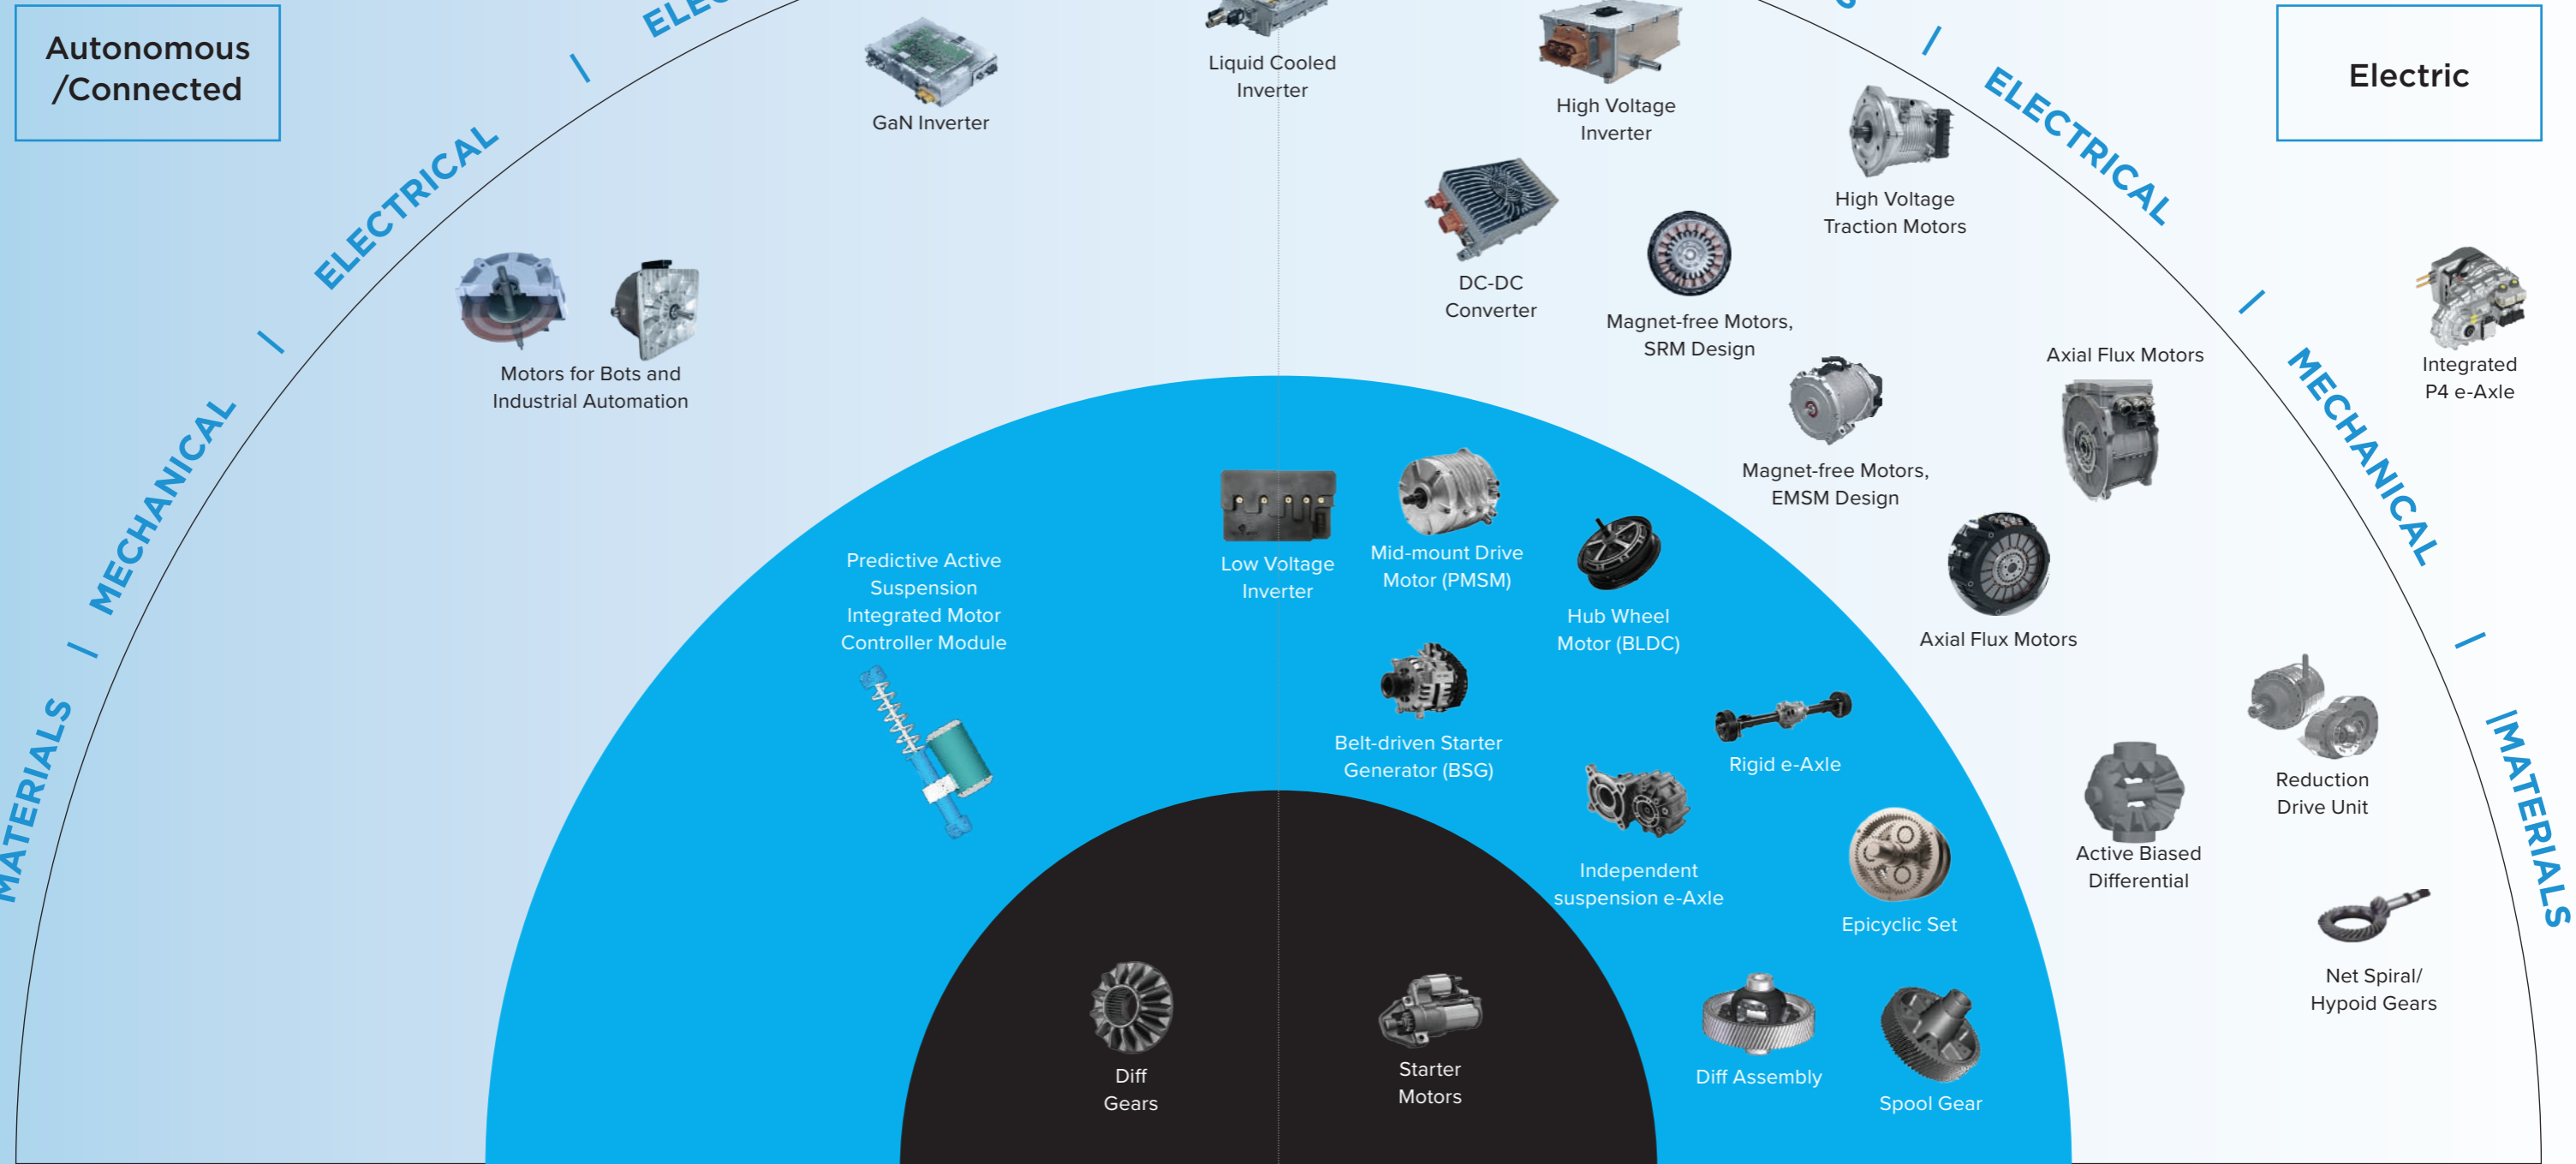 Autonomous
/Connected
Electric
MATERIALS
|
MECHANICAL
|
ELECTRICAL
|
|
ELECTRICAL
|
MECHANICAL
|
|MATERIALS
GaN Inverter
Liquid Cooled
Inverter
High Voltage
Inverter
High Voltage
Traction Motors
DC-DC
Converter
Magnet-free Motors,
SRM Design
Motors for Bots and
Industrial Automation
Axial Flux Motors
Integrated
P4 e-Axle
Magnet-free Motors,
EMSM Design
Axial Flux Motors
Predictive Active
Suspension
Integrated Motor
Controller Module
Low Voltage
Inverter
Mid-mount Drive
Motor (PMSM)
Hub Wheel
Motor (BLDC)
Belt-driven Starter
Generator (BSG)
Rigid e-Axle
Independent
suspension e-Axle
Epicyclic Set
Reduction
Drive Unit
Active Biased
Differential
Net Spiral/
Hypoid Gears
Diff
Gears
Starter
Motors
Diff Assembly
Spool Gear